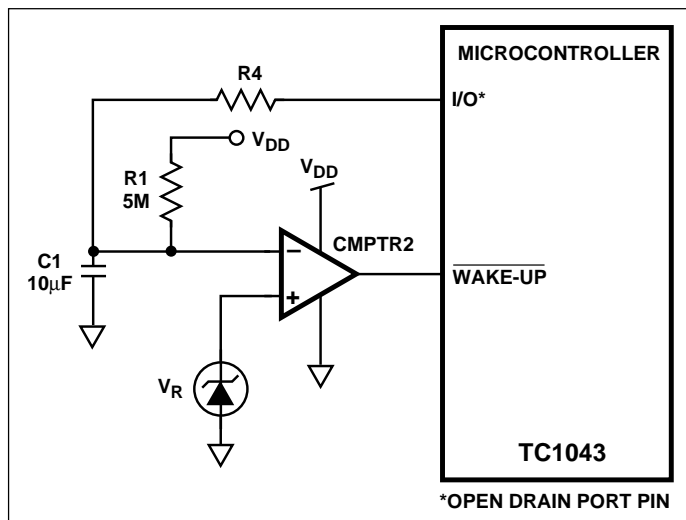 MICROCONTROLLER
R4
I/O*
VDD
R1
5M
VDD
CMPTR2
C1
10µF
–
+
WAKE-UP
VR
TC1043
*OPEN DRAIN PORT PIN